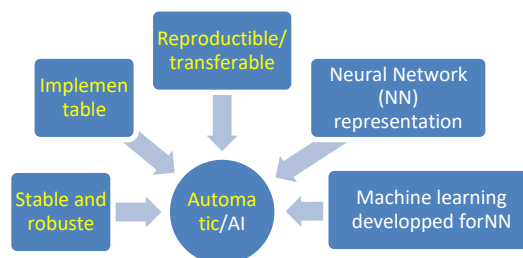 Reproductible/
transferable
Implemen
table
Neural Network
(NN)
representation
Stable and
robuste
Automa
tic/AI
Machine learning
developped forNN